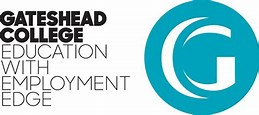 GATESHEAD
COLLEGE
EDUCATION
WITH
EMPLOYMENT
EDGE
G